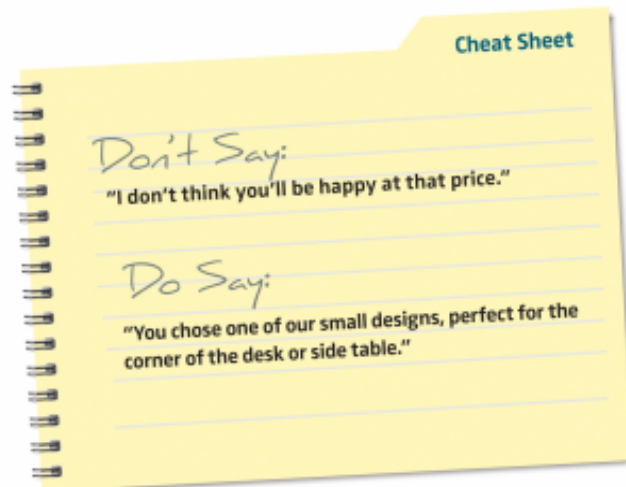 Cheat Sheet
Don't Say:
"I don't think you'll be happy at that price."
Do Say:
"You chose one of our small designs, perfect for the
corner of the desk or side table."